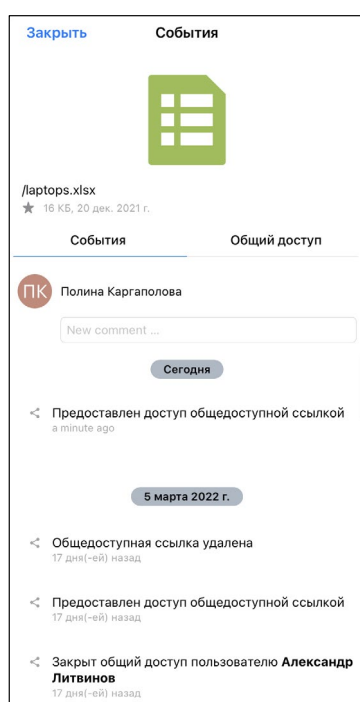 Закрыть События
/laptops.xlsx
16 КБ, 20 дек. 2021 г.
События Общий доступ
ПК Полина Каргаполова
New comment ...
Сегодня
Предоставлен доступ общедоступной ссылкой
a minute ago
5 марта 2022 г.
Общедоступная ссылка удалена
17 дня(-ей) назад
Предоставлен доступ общедоступной ссылкой
17 дня(-ей) назад
Закрыт общий доступ пользователю Александр
Литвинов
17 дня(-ей) назад